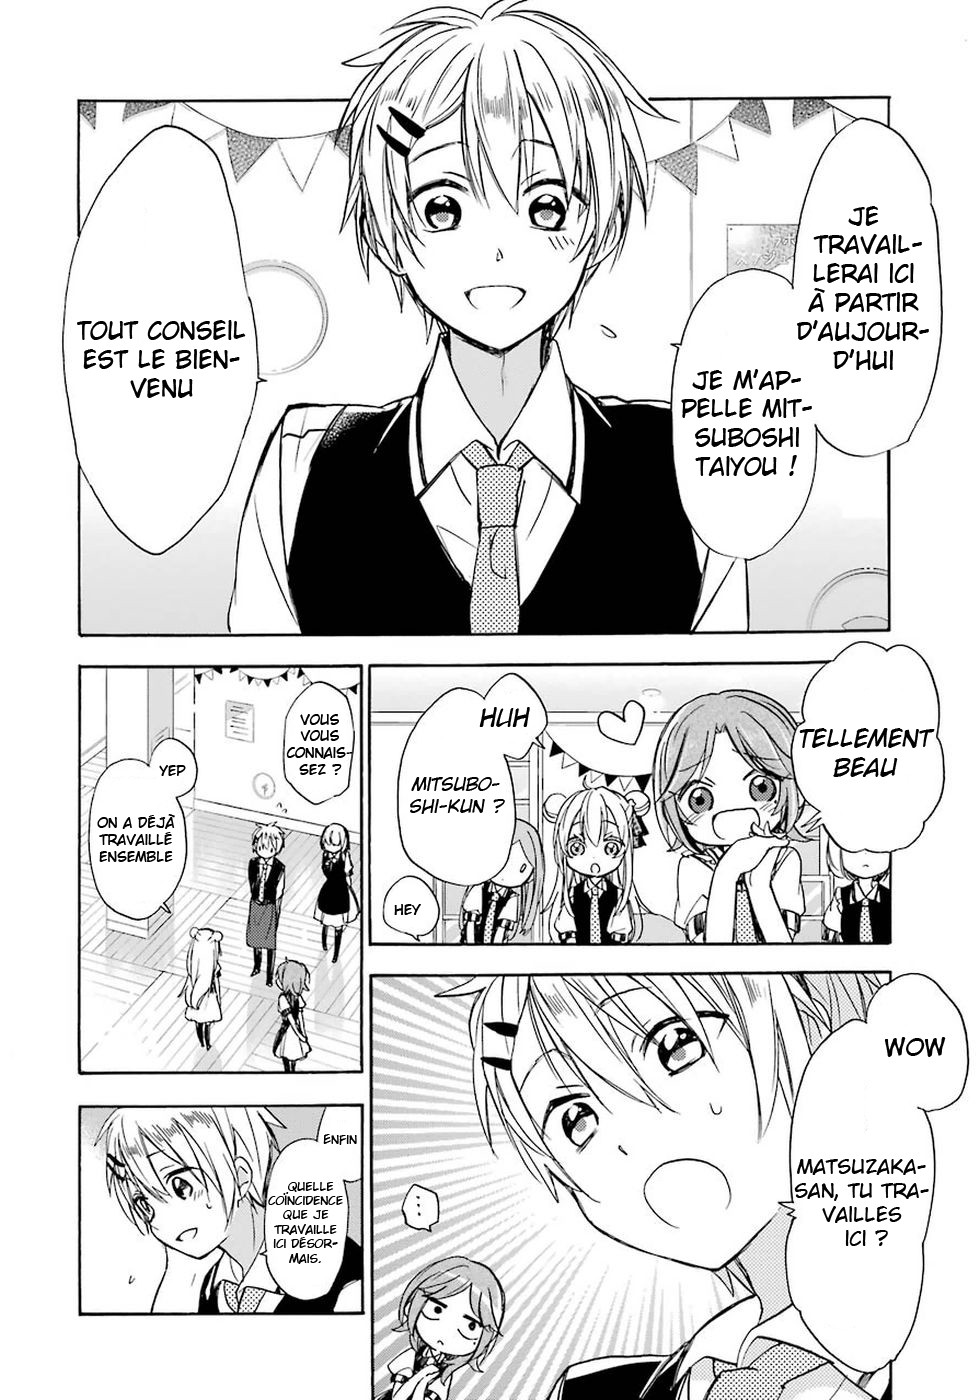 JE
TRAVAIL-
LERAI ICI
À PARTIR
D'AUJOUR-
D'HUI
JE M'AP-
PELLE MIT-
SUBOSHI
TAIYOU !
TOUT CONSEIL
EST LE BIEN-
VENU
TELLEMENT
BEAU
HUH
MITSUBO-
SHI-KUN ?
HEY
VOUS
VOUS
CONNAIS-
SEZ ?
YEP
ON A DÉJÀ
TRAVAILLÉ
ENSEMBLE
WOW
MATSUZAKA-
SAN, TU TRA-
VAILLES
ICI ?
...
ENFIN
QUELLE
COÏNCIDENCE
QUE JE
TRAVAILLE
ICI DÉSOR-
MAIS.